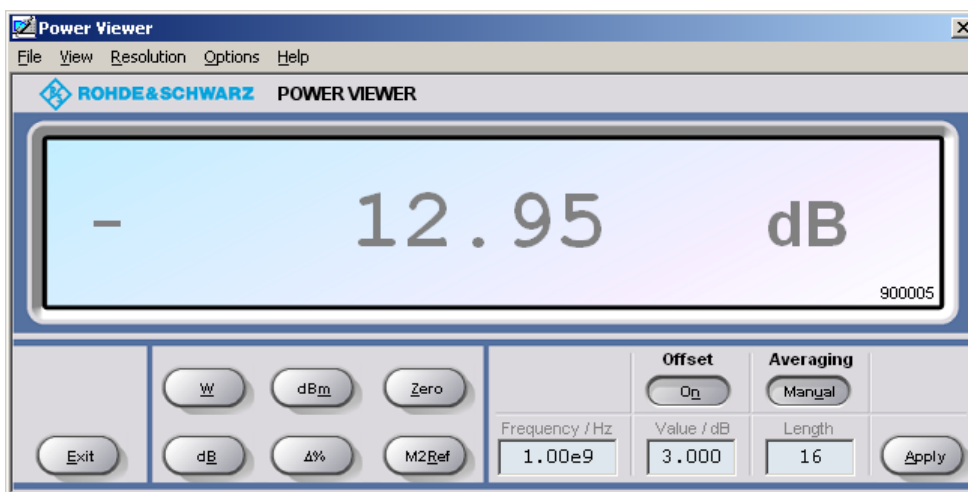 Power Viewer
File View Resolution Options Help
ROHDE&SCHWARZ POWER VIEWER
- 12.95 dB
900005
Offset Averaging
W dBm Zero On Manual
Frequency / Hz Value / dB Length
Exit dB Δ% M2Ref 1.00e9 3.000 16 Apply